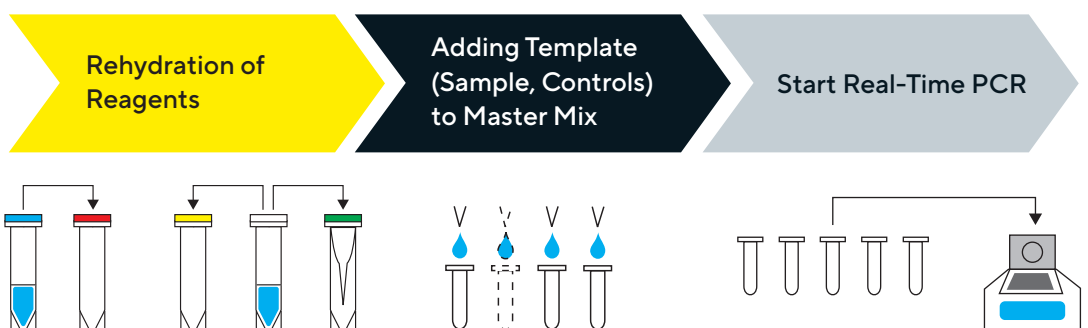 Rehydration of
Reagents
Adding Template
(Sample, Controls)
to Master Mix
Start Real-Time PCR